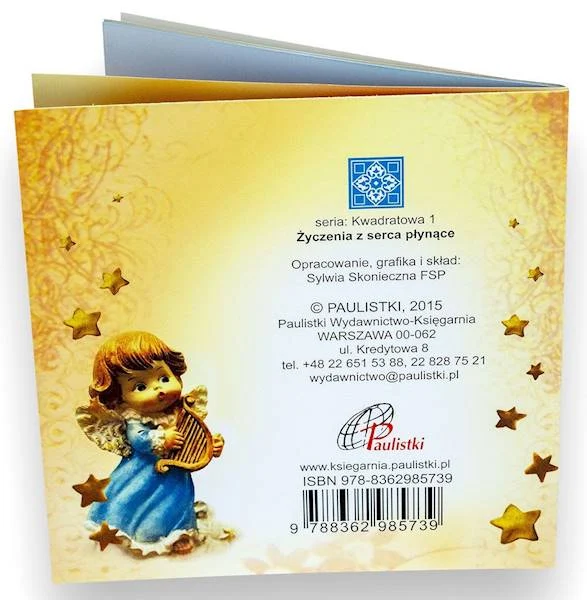 seria: Kwadratowa 1
Życzenia z serca płynące
Opracowanie, grafika i skład:
Sylwia Skonieczna FSP
© PAULISTKI, 2015
Paulistki Wydawnictwo-Księgarnia
WARSZAWA 00-062
ul. Kredytowa 8
tel. +48 22 651 53 88, 22 828 75 21
wydawnictwo@paulistki.pl
Paulistki
www.ksiegarnia.paulistki.pl
ISBN 978-8362985739
9 788362 985739